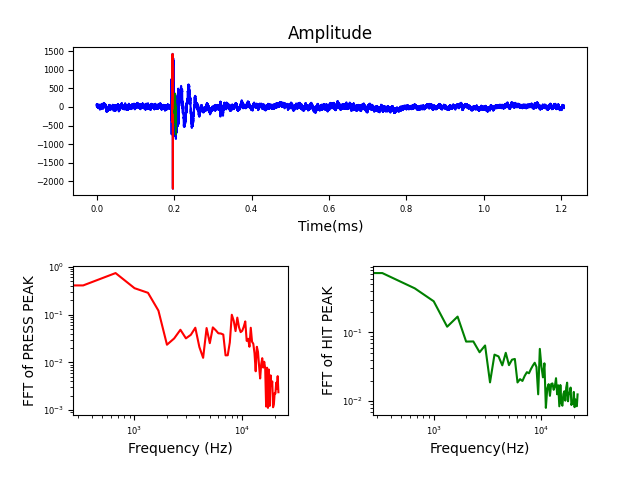 Amplitude
1500
1000
500
0
−500
−1000
−1500
−2000
0.0 0.2 0.4 0.6 0.8 1.0 1.2
Time(ms)
FFT of PRESS PEAK
10⁰
10⁻¹
10⁻²
10⁻³
10³ 10⁴
Frequency (Hz)
FFT of HIT PEAK
10⁻¹
10⁻²
10³ 10⁴
Frequency(Hz)